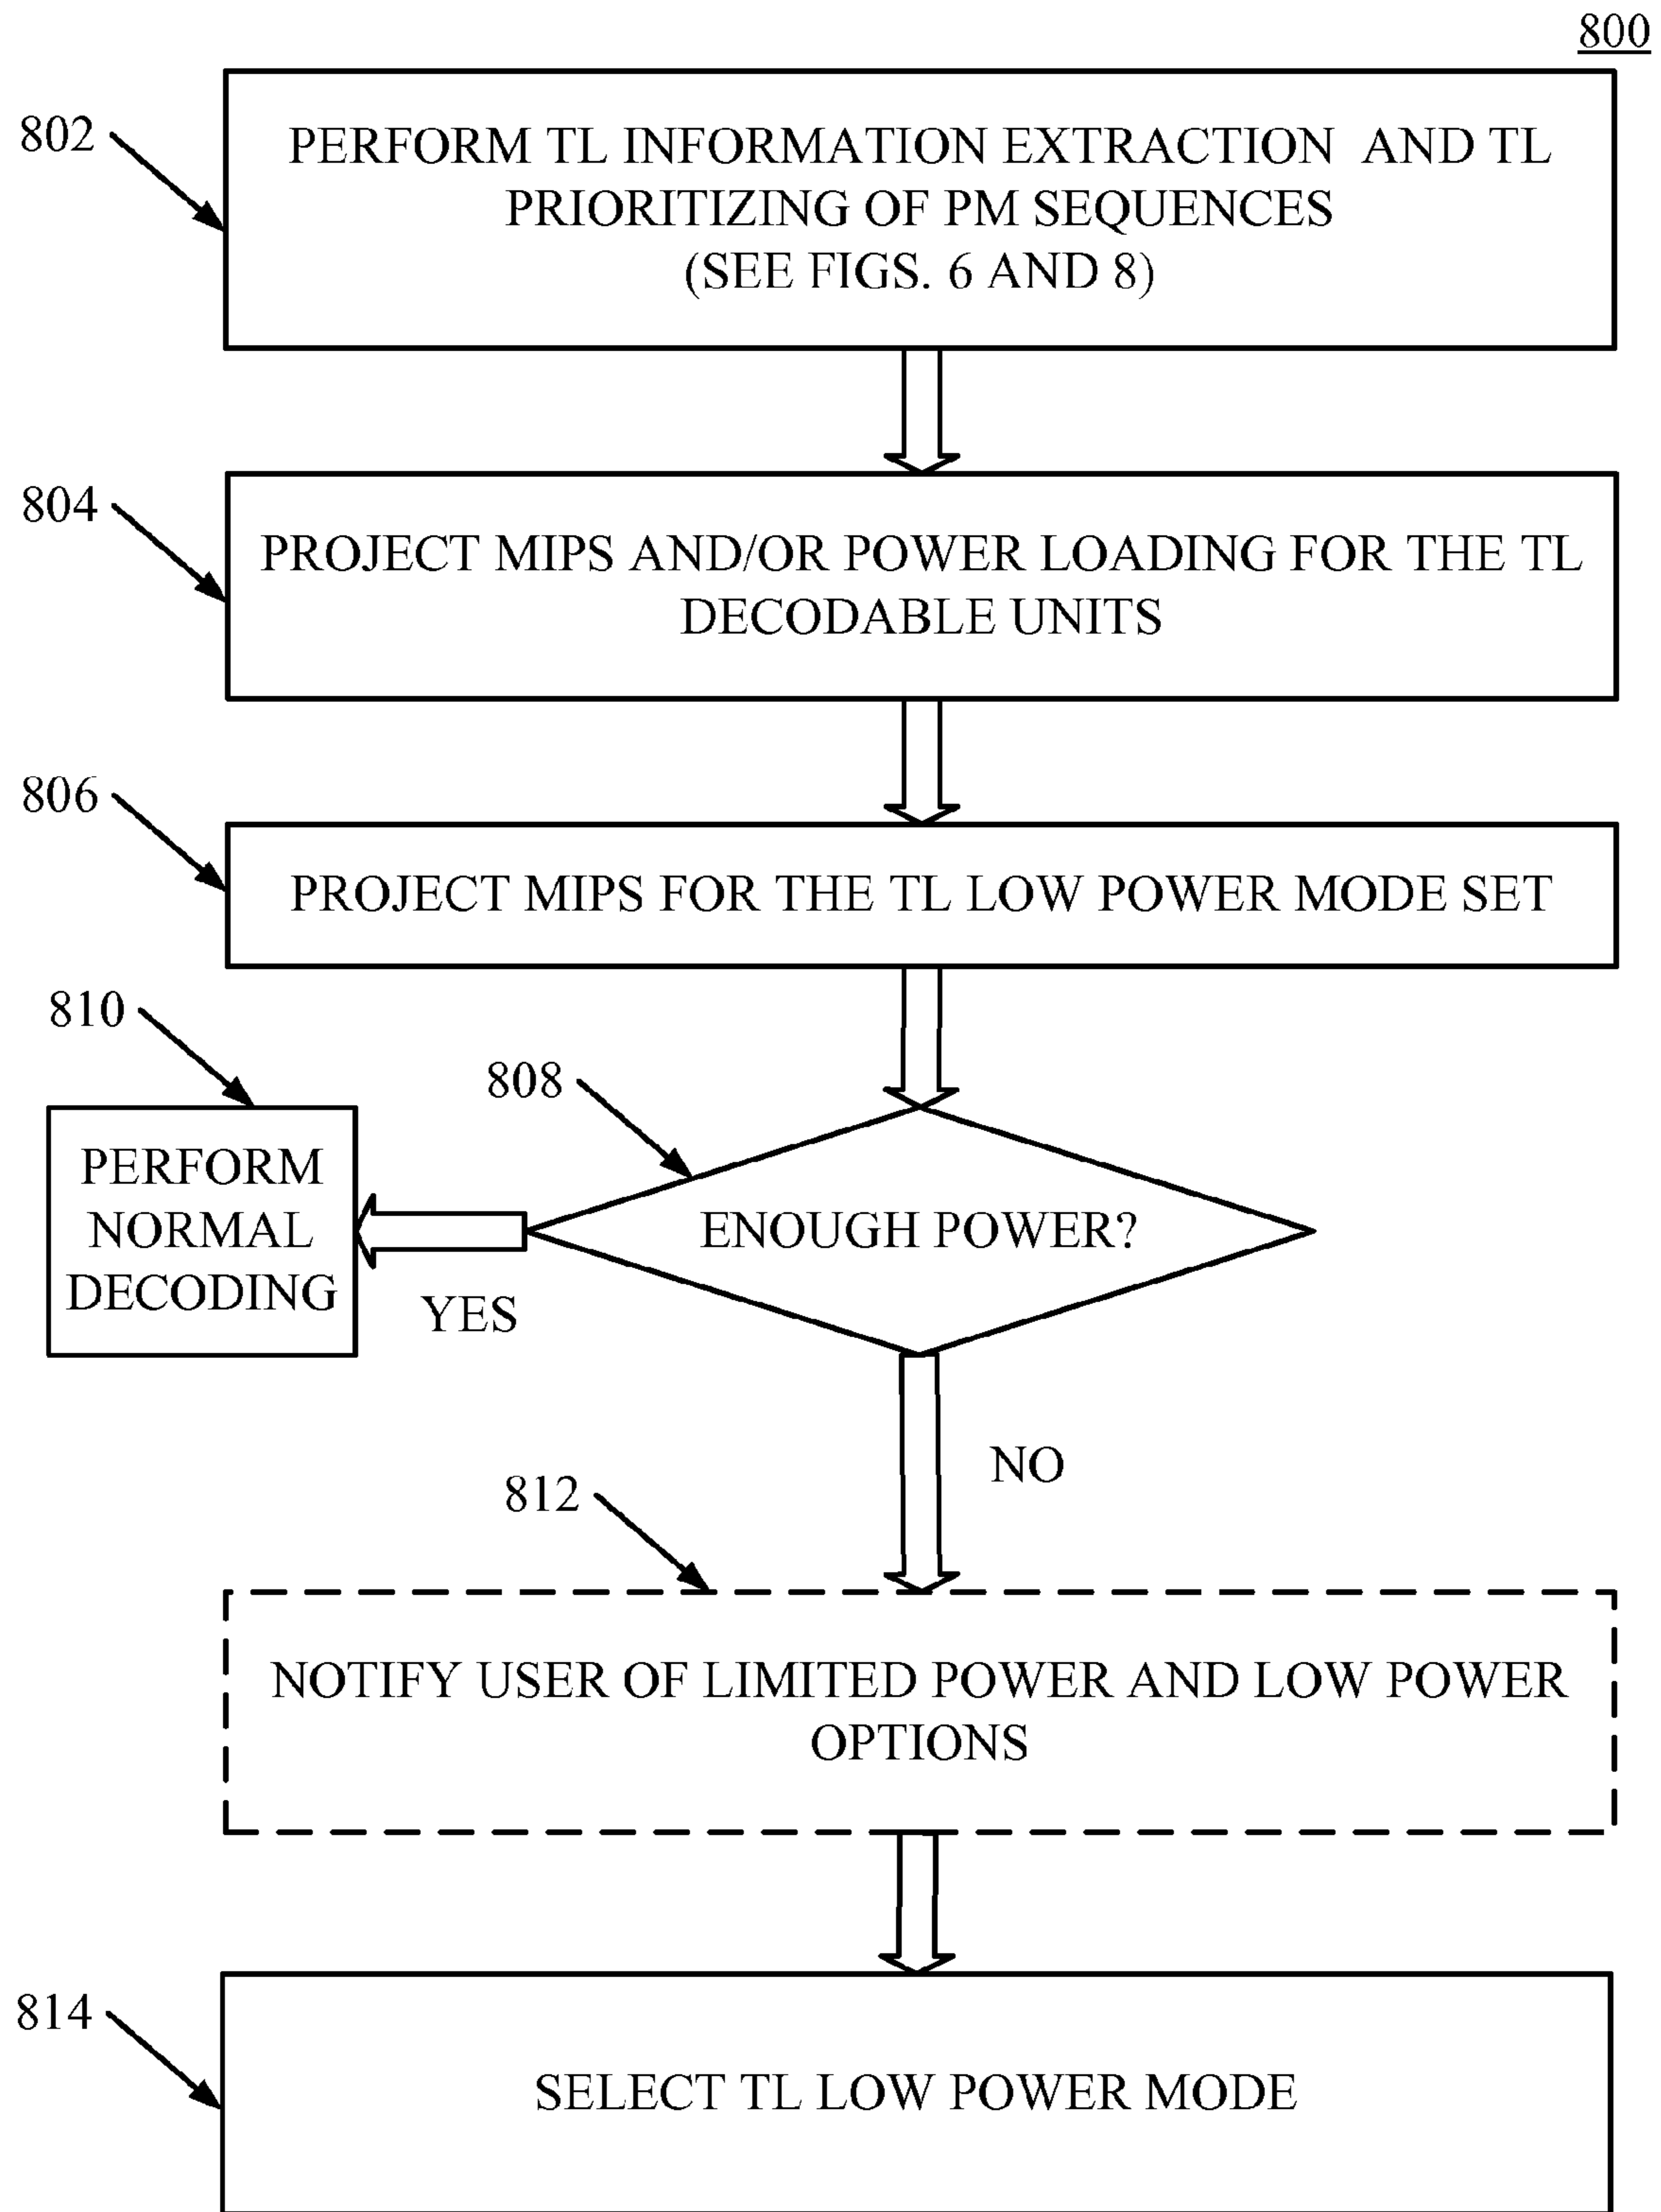 800
802
PERFORM TL INFORMATION EXTRACTION AND TL
PRIORITIZING OF PM SEQUENCES
(SEE FIGS. 6 AND 8)
804
PROJECT MIPS AND/OR POWER LOADING FOR THE TL
DECODABLE UNITS
806
PROJECT MIPS FOR THE TL LOW POWER MODE SET
810
808
PERFORM
NORMAL
DECODING
ENOUGH POWER?
YES
NO
812
NOTIFY USER OF LIMITED POWER AND LOW POWER
OPTIONS
814
SELECT TL LOW POWER MODE